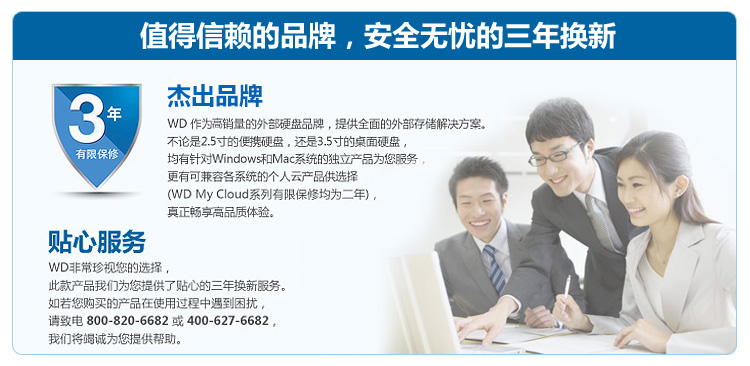 值得信赖的品牌，安全无忧的三年换新
3年
有限保修
杰出品牌
WD 作为高销量的外部硬盘品牌，提供全面的外部存储解决方案。
不论是2.5寸的便携硬盘，还是3.5寸的桌面硬盘，
均有针对Windows和Mac系统的独立产品为您服务，
更有可兼容各系统的个人云产品供选择
(WD My Cloud系列有限保修均为二年)，
真正畅享高品质体验。
贴心服务
WD非常珍视您的选择，
此款产品我们为您提供了贴心的三年换新服务。
如若您购买的产品在使用过程中遇到困扰，
请致电 800-820-6682 或 400-627-6682，
我们将竭诚为您提供帮助。